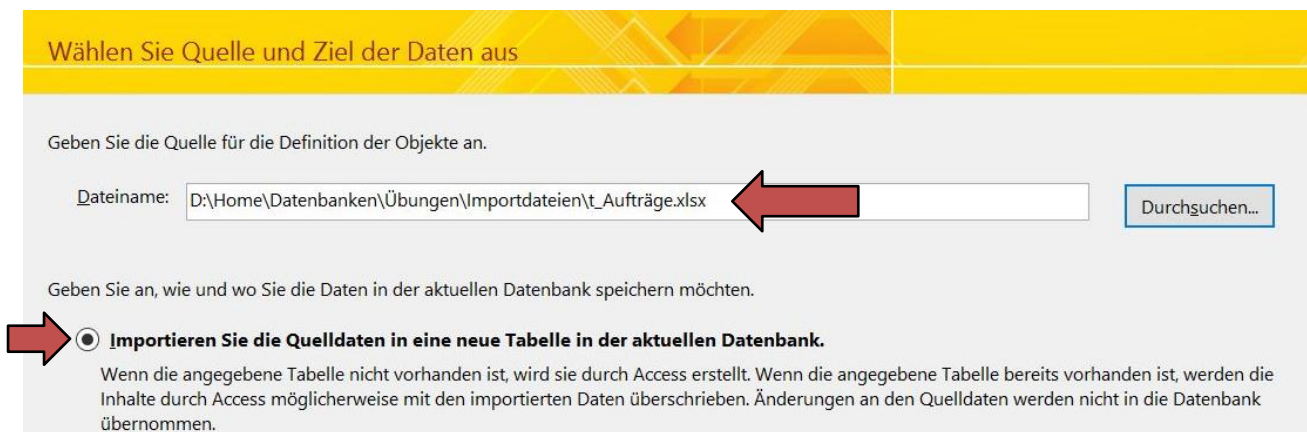 Wählen Sie Quelle und Ziel der Daten aus
Geben Sie die Quelle für die Definition der Objekte an.
Dateiname: D:\Home\Datenbanken\Übungen\Importdateien\t_Aufträge.xlsx Durchsuchen...
Geben Sie an, wie und wo Sie die Daten in der aktuellen Datenbank speichern möchten.
Importieren Sie die Quelldaten in eine neue Tabelle in der aktuellen Datenbank.
Wenn die angegebene Tabelle nicht vorhanden ist, wird sie durch Access erstellt. Wenn die angegebene Tabelle bereits vorhanden ist, werden die
Inhalte durch Access möglicherweise mit den importierten Daten überschrieben. Änderungen an den Quelldaten werden nicht in die Datenbank
übernommen.